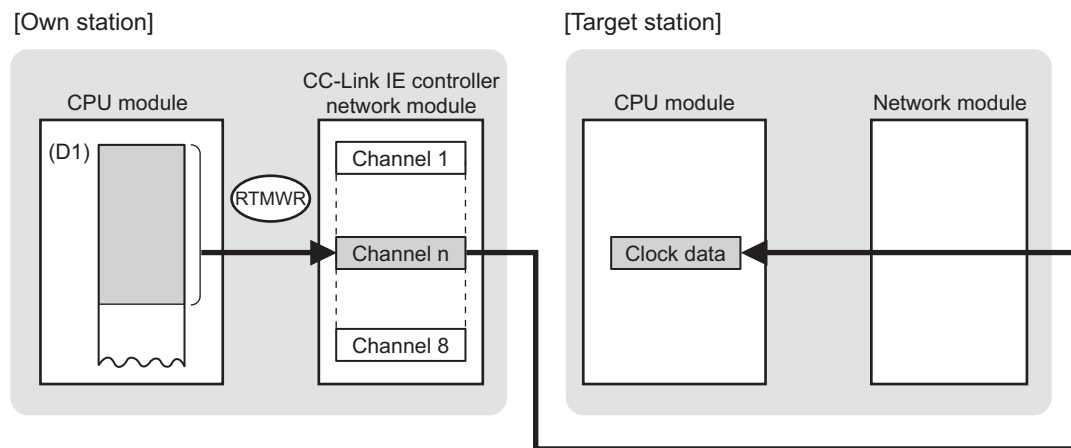 [Own station]
[Target station]
CPU module
CC-Link IE controller
network module
CPU module
Network module
(D1)
Channel 1
RTMWR
Channel n
Clock data
Channel 8